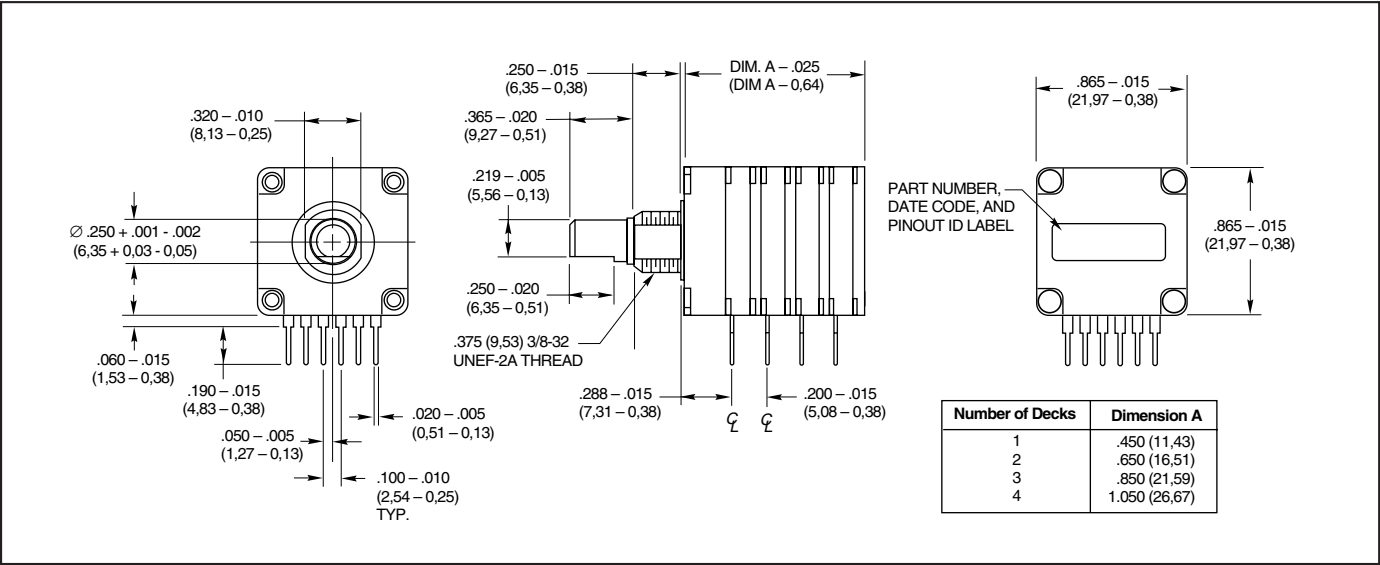 .320 – .010
(8,13 – 0,25)
Ø .250 + .001 - .002
(6,35 + 0,03 - 0,05)
.060 – .015
(1,53 – 0,38)
.190 – .015
(4,83 – 0,38)
.050 – .005
(1,27 – 0,13)
.020 – .005
(0,51 – 0,13)
.100 – .010
(2,54 – 0,25)
TYP.
.250 – .015
(6,35 – 0,38)
DIM. A – .025
(DIM A – 0,64)
.365 – .020
(9,27 – 0,51)
.219 – .005
(5,56 – 0,13)
.250 – .020
(6,35 – 0,51)
.375 (9,53) 3/8-32
UNEF-2A THREAD
.288 – .015
(7,31 – 0,38)
.200 – .015
(5,08 – 0,38)
℄ ℄
.865 – .015
(21,97 – 0,38)
PART NUMBER,
DATE CODE, AND
PINOUT ID LABEL
.865 – .015
(21,97 – 0,38)
Number of Decks Dimension A
1 .450 (11,43)
2 .650 (16,51)
3 .850 (21,59)
4 1.050 (26,67)